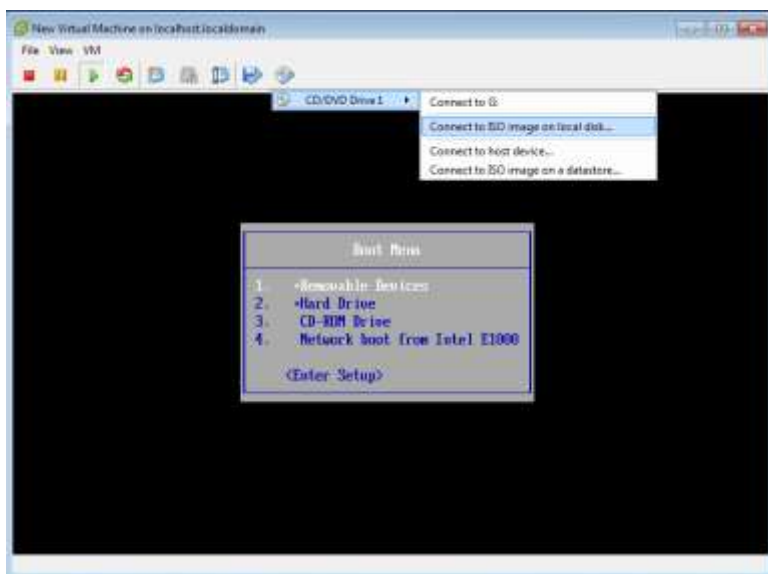 New Virtual Machine on localhost.localdomain
File View VM
CD/DVD Drive 1
Connect to G:
Connect to ISO image on local disk...
Connect to host device...
Connect to ISO image on a datastore...
Boot Menu
1. +Removable Devices
2. +Hard Drive
3. CD-ROM Drive
4. Network boot from Intel E1000
<Enter Setup>